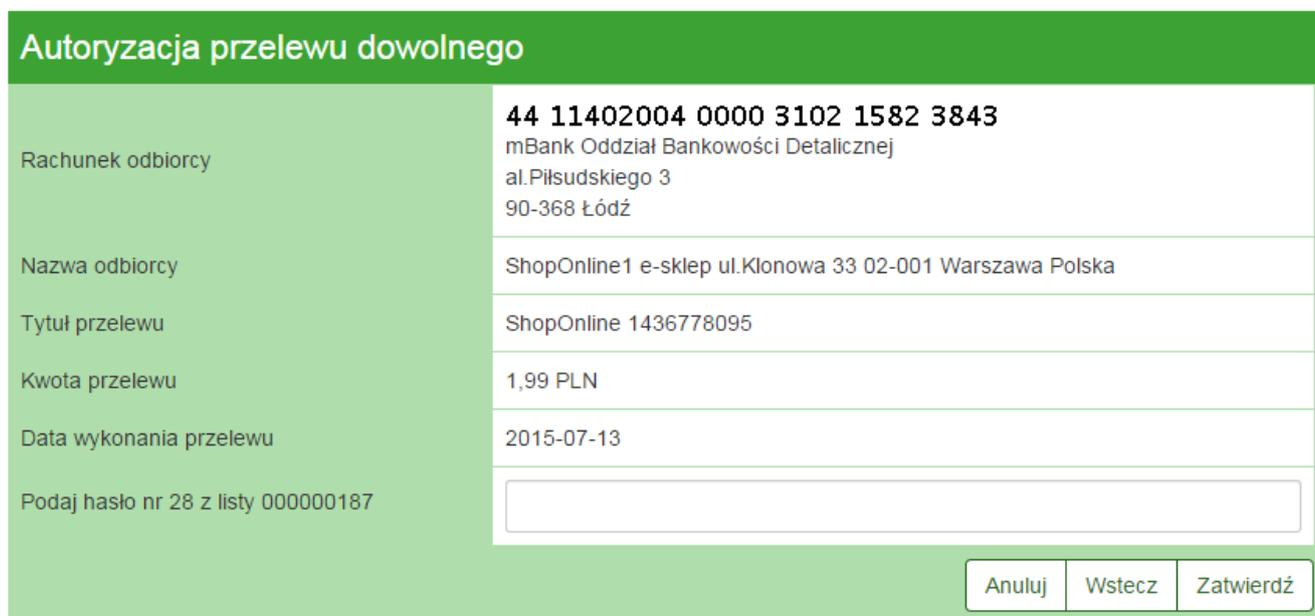 Autoryzacja przelewu dowolnego
Rachunek odbiorcy
44 11402004 0000 3102 1582 3843
mBank Oddział Bankowości Detalicznej
al.Piłsudskiego 3
90-368 Łódź
Nazwa odbiorcy
ShopOnline1 e-sklep ul.Klonowa 33 02-001 Warszawa Polska
Tytuł przelewu
ShopOnline 1436778095
Kwota przelewu
1,99 PLN
Data wykonania przelewu
2015-07-13
Podaj hasło nr 28 z listy 000000187
Anuluj
Wstecz
Zatwierdź